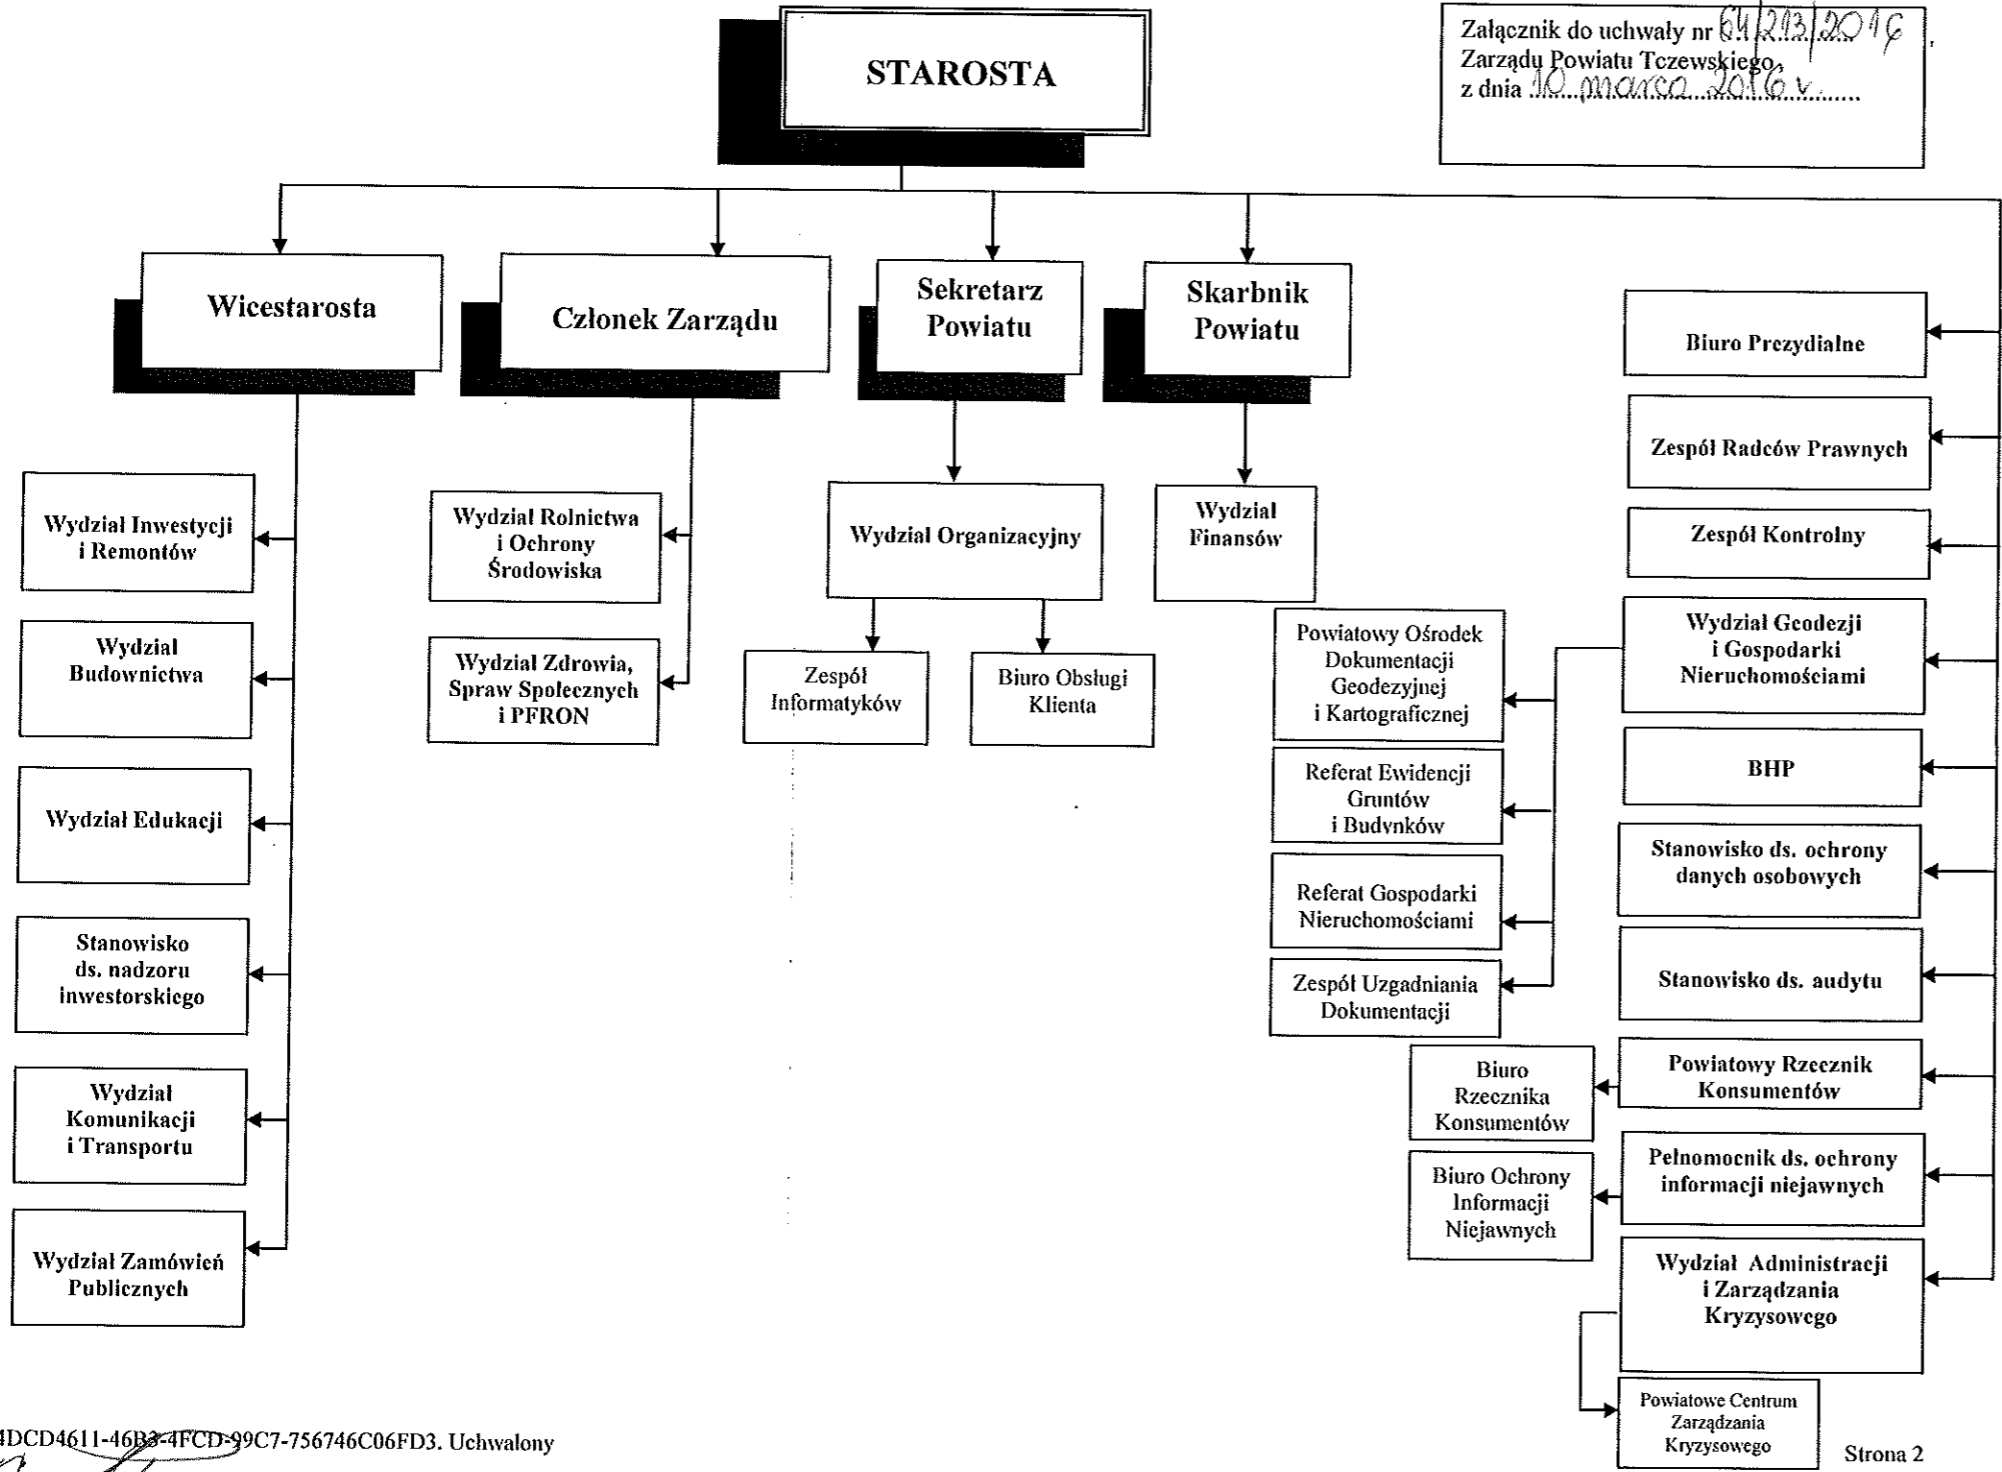 STAROSTA
Załącznik do uchwały nr 64/213/2016
Zarządu Powiatu Tczewskiego
z dnia 10 marca 2016 r.
Wicestarosta
Członek Zarządu
Sekretarz
Powiatu
Skarbnik
Powiatu
Wydział Inwestycji
i Remontów
Wydział
Budownictwa
Wydział Edukacji
Stanowisko
ds. nadzoru
inwestorskiego
Wydział
Komunikacji
i Transportu
Wydział Zamówień
Publicznych
Wydział Rolnictwa
i Ochrony
Środowiska
Wydział Zdrowia,
Spraw Społecznych
i PFRON
Wydział Organizacyjny
Zespół
Informatyków
Biuro Obsługi
Klienta
Wydział
Finansów
Biuro Prezydialne
Zespół Radców Prawnych
Zespół Kontrolny
Wydział Geodezji
i Gospodarki
Nieruchomościami
Powiatowy Ośrodek
Dokumentacji
Geodezyjnej
i Kartograficznej
Referat Ewidencji
Gruntów
i Budynków
Referat Gospodarki
Nieruchomościami
Zespół Uzgadniania
Dokumentacji
BHP
Stanowisko ds. ochrony
danych osobowych
Stanowisko ds. audytu
Powiatowy Rzecznik
Konsumentów
Biuro
Rzecznika
Konsumentów
Pełnomocnik ds. ochrony
informacji niejawnych
Biuro Ochrony
Informacji
Niejawnych
Wydział Administracji
i Zarządzania
Kryzysowego
Powiatowe Centrum
Zarządzania
Kryzysowego
4DCD4611-46B3-4FCD-99C7-756746C06FD3. Uchwalony
Strona 2